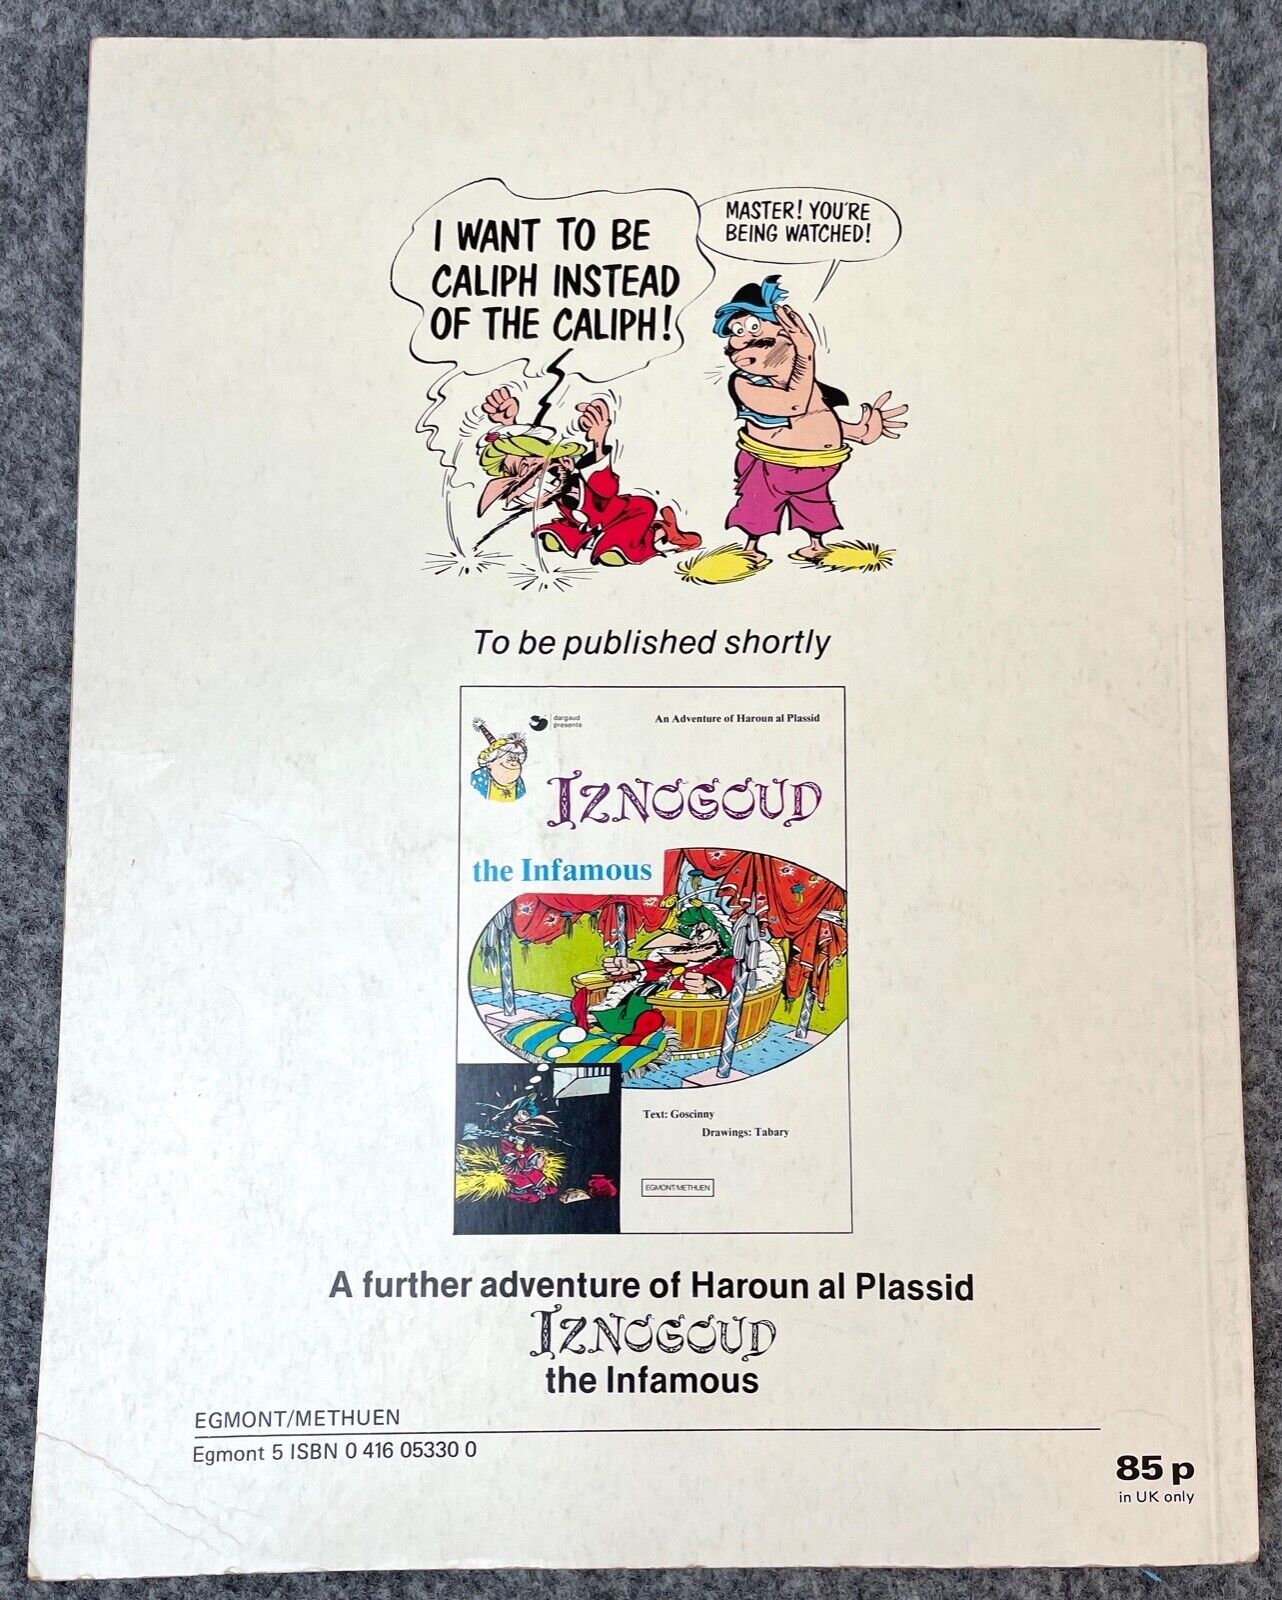 I WANT TO BE
CALIPH INSTEAD
OF THE CALIPH!
MASTER! YOU'RE
BEING WATCHED!
To be published shortly
dargaud
presents
An Adventure of Haroun al Plassid
IZNOGOUD
the Infamous
Text: Goscinny
Drawings: Tabary
EGMONT/METHUEN
A further adventure of Haroun al Plassid
IZNOGOUD
the Infamous
EGMONT/METHUEN
Egmont 5 ISBN 0 416 05330 0
85 p
in UK only